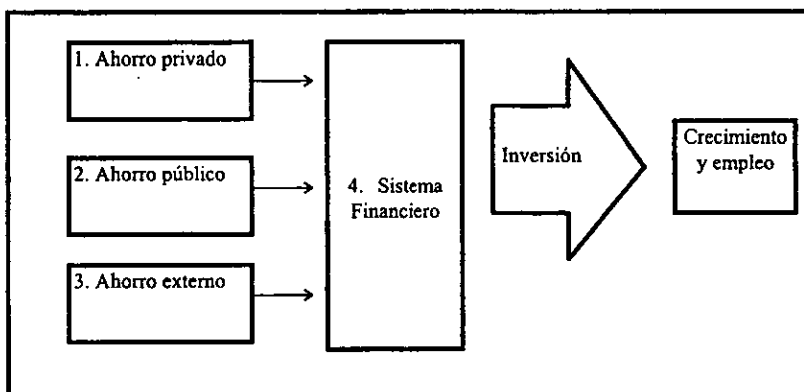 1. Ahorro privado
2. Ahorro público
3. Ahorro externo
4. Sistema
Financiero
Inversión
Crecimiento
y empleo